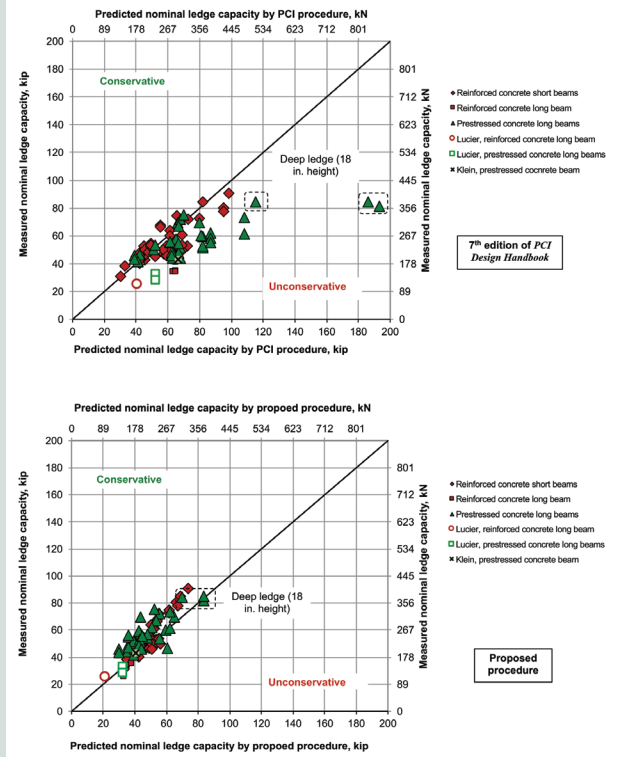 Predicted nominal ledge capacity by PCI procedure, kN
0 89 178 267 356 445 534 623 712 801
200
180
160
140
120
100
80
60
40
20
0
Measured nominal ledge capacity, kip
Conservative
Deep ledge (18
in. height)
Unconservative
801
712
623
534
445
356
267
178
89
0
Measured nominal ledge capacity, kN
0 20 40 60 80 100 120 140 160 180 200
Predicted nominal ledge capacity by PCI procedure, kip
Reinforced concrete short beams
Reinforced concrete long beam
Prestressed concrete long beams
Lucier, reinforced concrete long beam
Lucier, prestressed concrete long beams
Klein, prestressed concrete beam
7th edition of PCI
Design Handbook
Predicted nominal ledge capacity by propoed procedure, kN
0 89 178 267 356 445 534 623 712 801
200
180
160
140
120
100
80
60
40
20
0
Measured nominal ledge capacity, kip
Conservative
Deep ledge (18
in. height)
Unconservative
801
712
623
534
445
356
267
178
89
0
Measured nominal ledge capacity, kN
0 20 40 60 80 100 120 140 160 180 200
Predicted nominal ledge capacity by propoed procedure, kip
Reinforced concrete short beams
Reinforced concrete long beam
Prestressed concrete long beams
Lucier, reinforced concrete long beam
Lucier, prestressed concrete long beams
Klein, prestressed concrete beam
Proposed
procedure